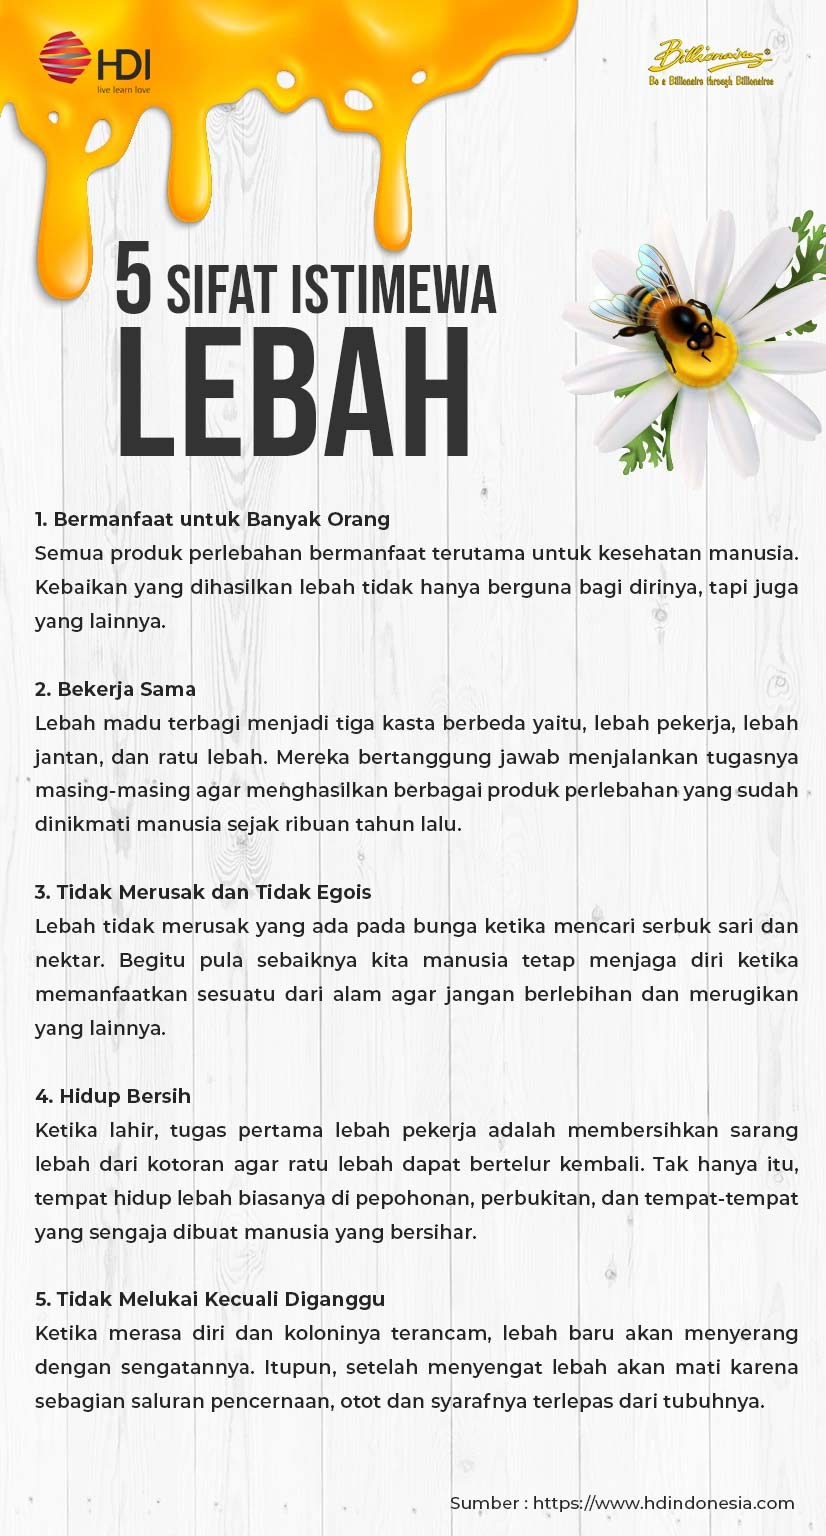 HDI
live learn love
Billionaires®
Be a Billionaire through Billionaires
5 SIFAT ISTIMEWA
LEBAH
1. Bermanfaat untuk Banyak Orang
Semua produk perlebahan bermanfaat terutama untuk kesehatan manusia.
Kebaikan yang dihasilkan lebah tidak hanya berguna bagi dirinya, tapi juga
yang lainnya.
2. Bekerja Sama
Lebah madu terbagi menjadi tiga kasta berbeda yaitu, lebah pekerja, lebah
jantan, dan ratu lebah. Mereka bertanggung jawab menjalankan tugasnya
masing-masing agar menghasilkan berbagai produk perlebahan yang sudah
dinikmati manusia sejak ribuan tahun lalu.
3. Tidak Merusak dan Tidak Egois
Lebah tidak merusak yang ada pada bunga ketika mencari serbuk sari dan
nektar. Begitu pula sebaiknya kita manusia tetap menjaga diri ketika
memanfaatkan sesuatu dari alam agar jangan berlebihan dan merugikan
yang lainnya.
4. Hidup Bersih
Ketika lahir, tugas pertama lebah pekerja adalah membersihkan sarang
lebah dari kotoran agar ratu lebah dapat bertelur kembali. Tak hanya itu,
tempat hidup lebah biasanya di pepohonan, perbukitan, dan tempat-tempat
yang sengaja dibuat manusia yang bersihar.
5. Tidak Melukai Kecuali Diganggu
Ketika merasa diri dan koloninya terancam, lebah baru akan menyerang
dengan sengatannya. Itupun, setelah menyengat lebah akan mati karena
sebagian saluran pencernaan, otot dan syarafnya terlepas dari tubuhnya.
Sumber : https://www.hdindonesia.com